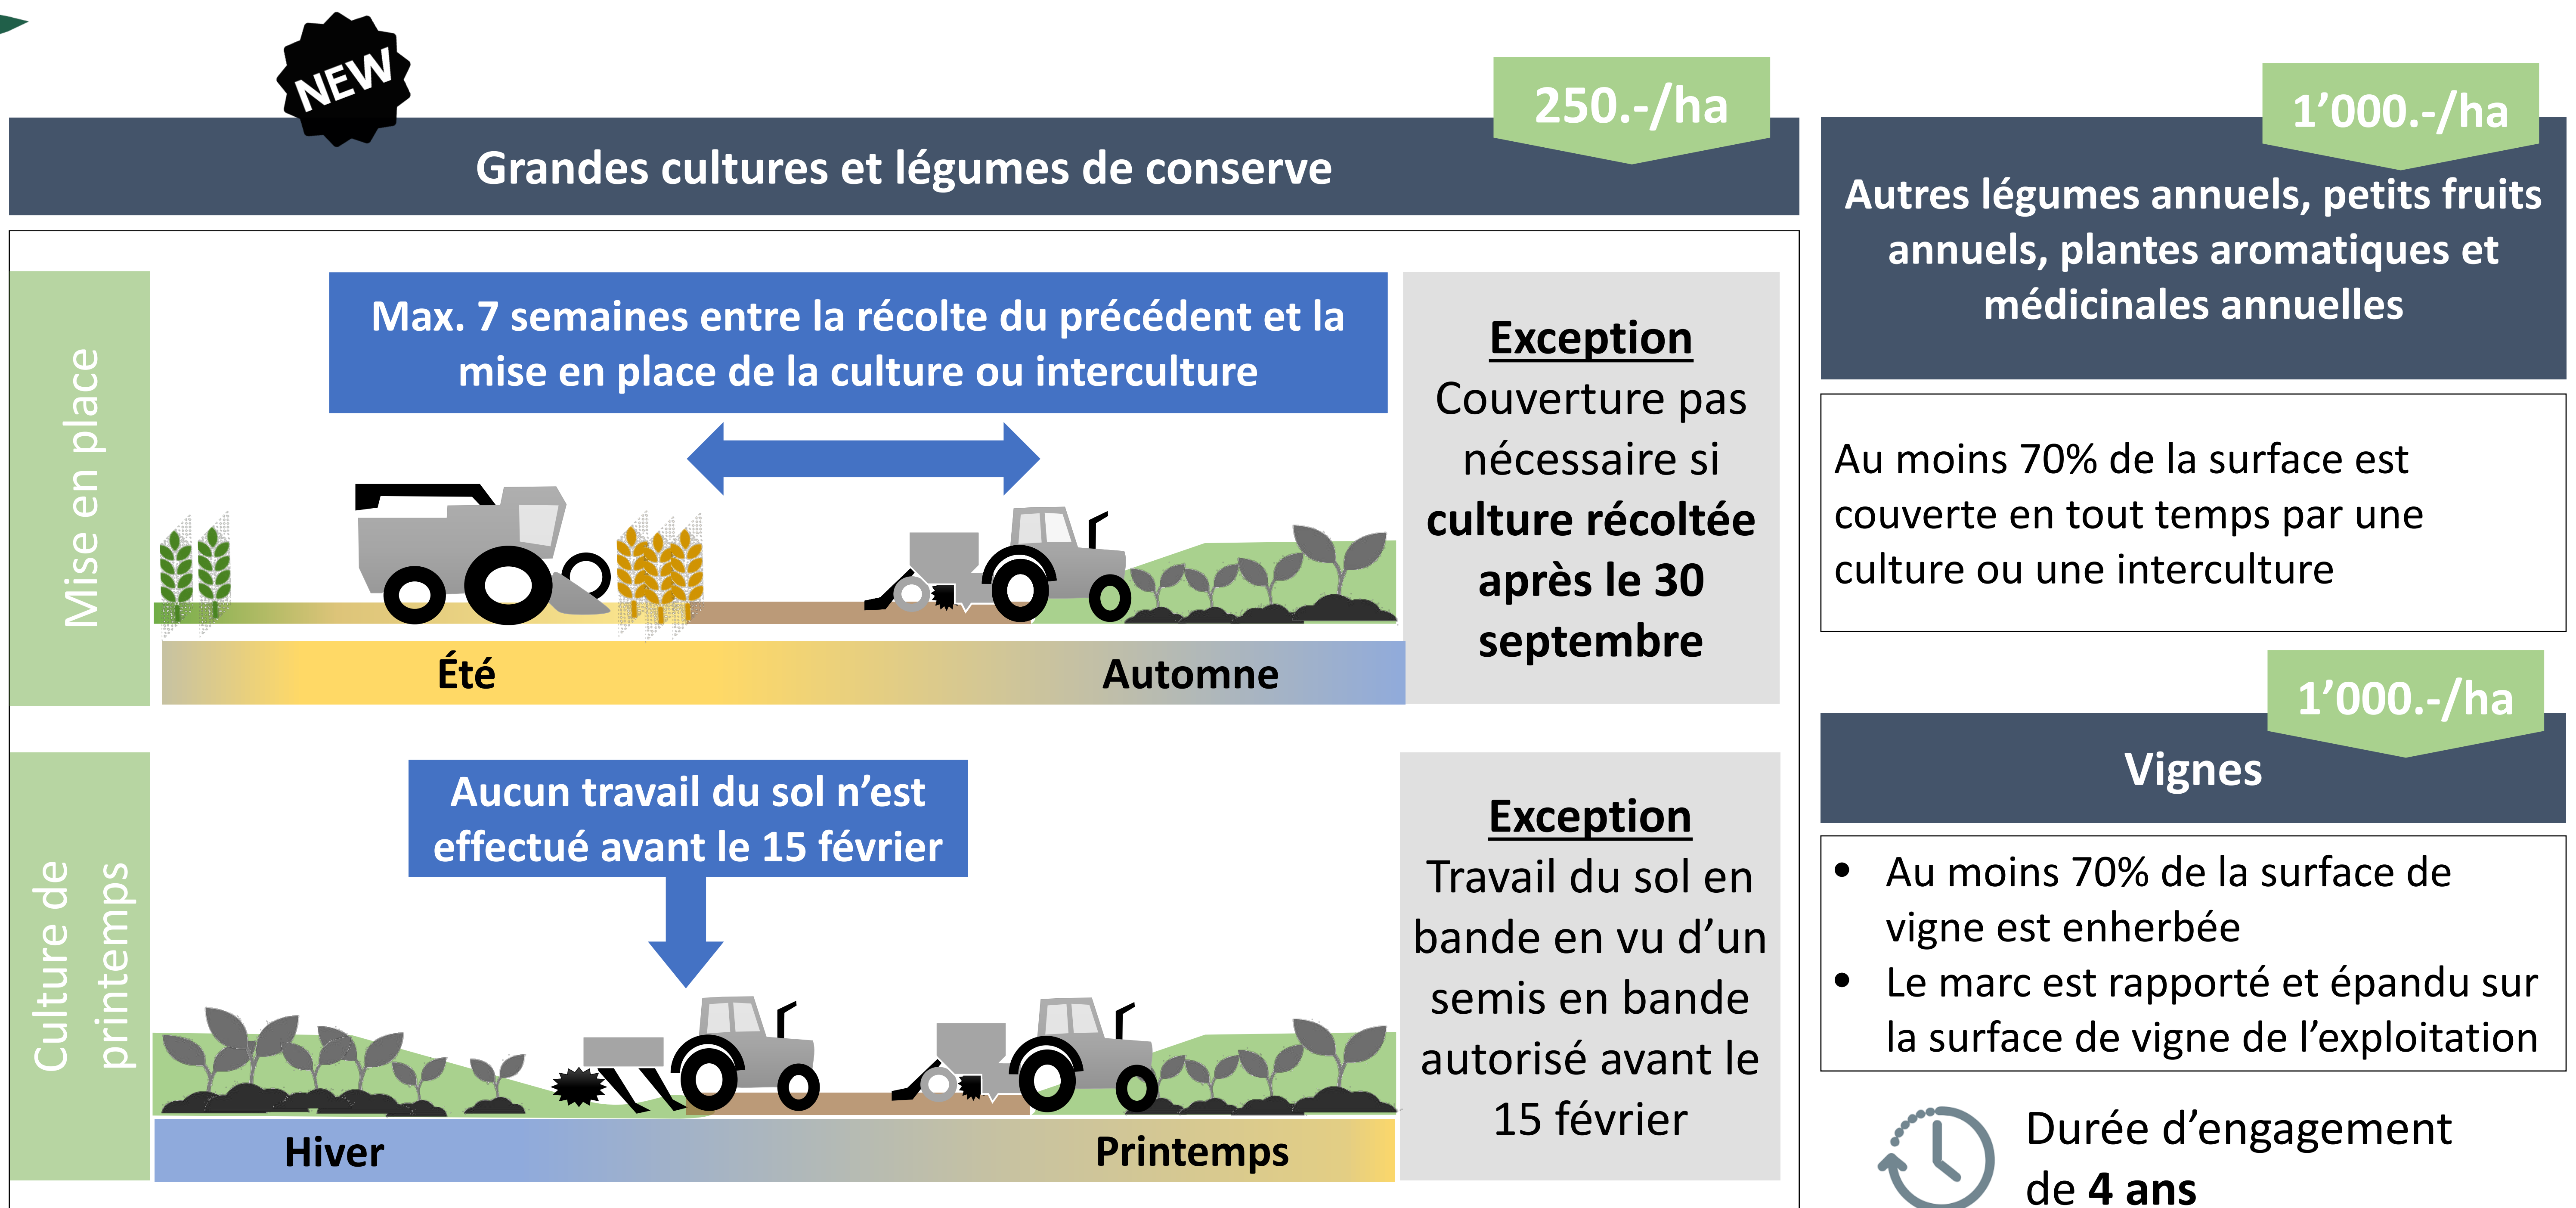 NEW
250.-/ha
Grandes cultures et légumes de conserve
Mise en place
Max. 7 semaines entre la récolte du précédent et la
mise en place de la culture ou interculture
Exception
Couverture pas
nécessaire si
culture récoltée
après le 30
septembre
Été
Automne
Culture de
printemps
Aucun travail du sol n’est
effectué avant le 15 février
Exception
Travail du sol en
bande en vu d’un
semis en bande
autorisé avant le
15 février
Hiver
Printemps
1’000.-/ha
Autres légumes annuels, petits fruits
annuels, plantes aromatiques et
médicinales annuelles
Au moins 70% de la surface est
couverte en tout temps par une
culture ou une interculture
1’000.-/ha
Vignes
• Au moins 70% de la surface de
vigne est enherbée
• Le marc est rapporté et épandu sur
la surface de vigne de l’exploitation
Durée d’engagement
de 4 ans